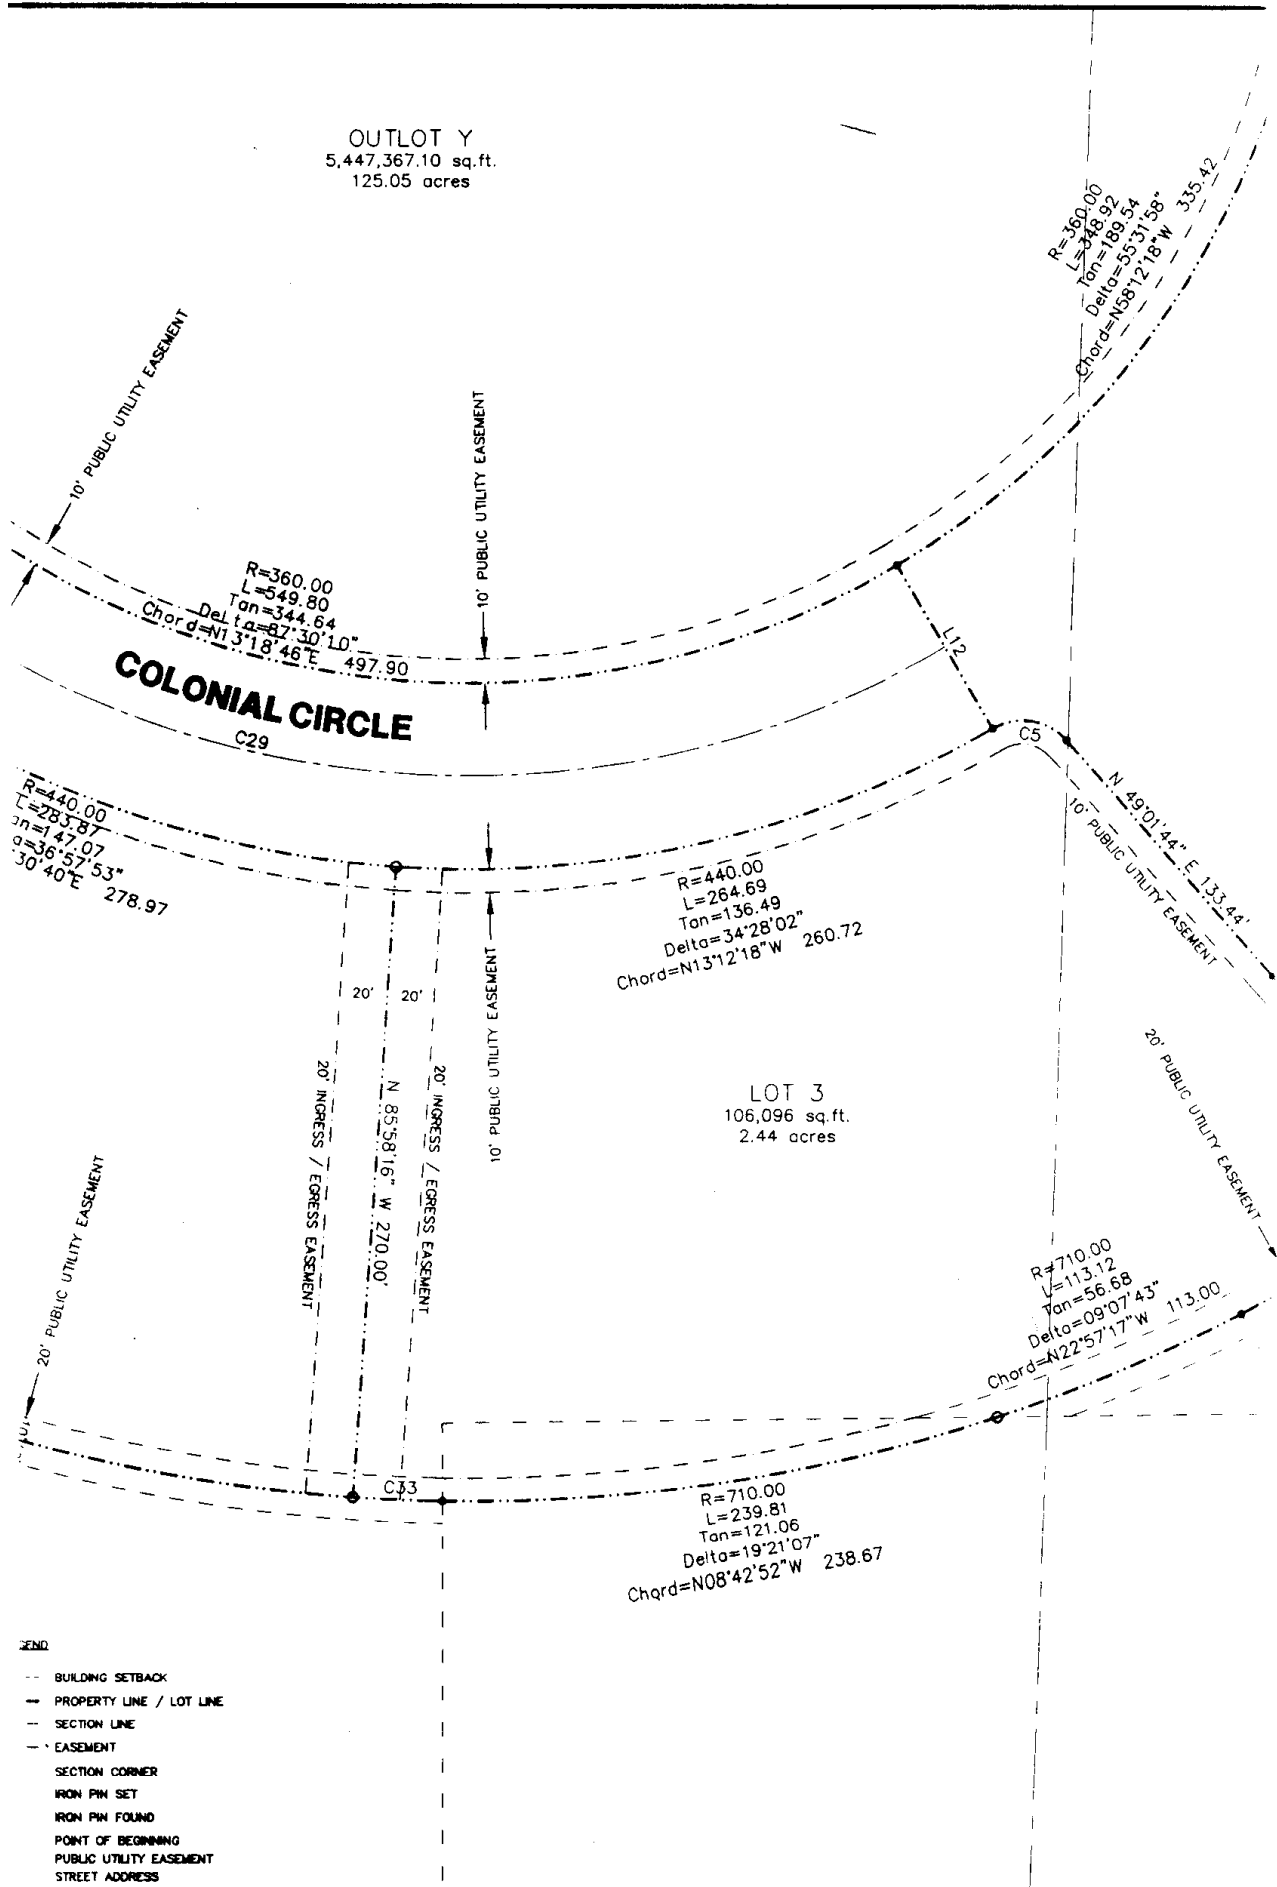 OUTLOT Y
5,447,367.10 sq.ft.
125.05 acres
R=360.00
L=348.92
Tan=189.54
Delta=55°31'58"
Chord=N58°12'18"W 335.42
10' PUBLIC UTILITY EASEMENT
10' PUBLIC UTILITY EASEMENT
R=360.00
L=549.80
Tan=344.64
Delta=87°30'10"
Chord=N13°18'46"E 497.90
COLONIAL CIRCLE
C29
L12
C5
N 49°01'44" E 133.44'
10' PUBLIC UTILITY EASEMENT
R=440.00
L=283.87
an=147.07
a=36°57'53"
'30'40"E 278.97
R=440.00
L=264.69
Tan=136.49
Delta=34°28'02"
Chord=N13°12'18"W 260.72
20' 20'
10' PUBLIC UTILITY EASEMENT
20' INGRESS / EGRESS EASEMENT
N 85°58'16" W 270.00'
20' INGRESS / EGRESS EASEMENT
LOT 3
106,096 sq.ft.
2.44 acres
20' PUBLIC UTILITY EASEMENT
20' PUBLIC UTILITY EASEMENT
R=710.00
L=113.12
Tan=56.68
Delta=09°07'43"
Chord=N22°57'17"W 113.00
10'
C33
R=710.00
L=239.81
Tan=121.06
Delta=19°21'07"
Chord=N08°42'52"W 238.67
GEND
BUILDING SETBACK
PROPERTY LINE / LOT LINE
SECTION LINE
EASEMENT
SECTION CORNER
IRON PIN SET
IRON PIN FOUND
POINT OF BEGINNING
PUBLIC UTILITY EASEMENT
STREET ADDRESS